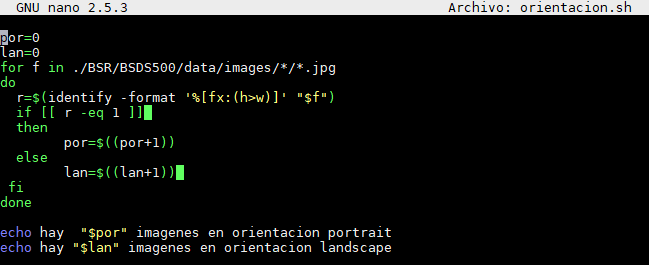 GNU nano 2.5.3 Archivo: orientacion.sh
por=0
lan=0
for f in ./BSR/BSDS500/data/images/*/*.jpg
do
  r=$(identify -format '%[fx:(h>w)]' "$f")
  if [[ r -eq 1 ]]
  then
        por=$((por+1))
  else
        lan=$((lan+1))
 fi
done
echo hay  "$por" imagenes en orientacion portrait
echo hay "$lan" imagenes en orientacion landscape